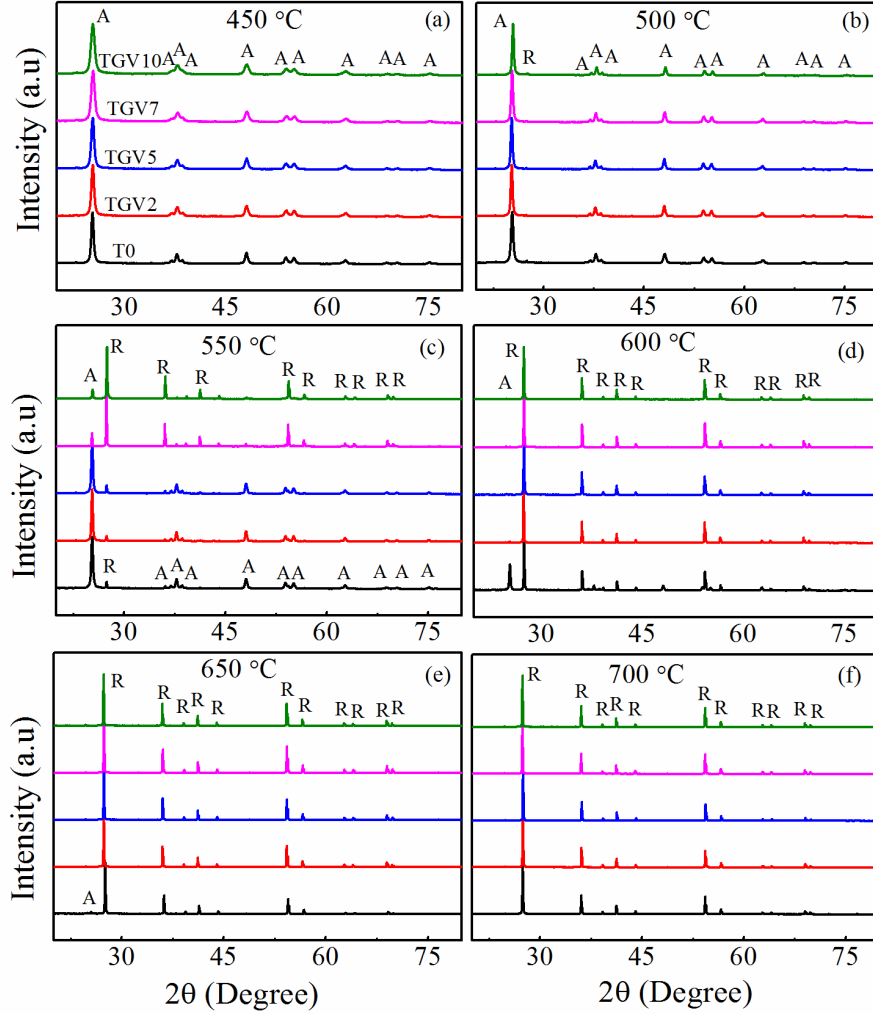 A 450 °C (a)
TGV10 A A A A A A A A A A
TGV7
TGV5
TGV2
T0
30 45 60 75
Intensity (a.u)
A 500 °C (b)
R A A A A A A A A A A
30 45 60 75
550 °C (c)
R
A R R R R R R R R
R A A A A A A A A A A
30 45 60 75
Intensity (a.u)
600 °C (d)
R
A R R R R R R R R R
30 45 60 75
650 °C (e)
R R R R R R R R R R
A
30 45 60 75
Intensity (a.u)
2θ (Degree)
700 °C (f)
R R R R R R R R R R
30 45 60 75
2θ (Degree)